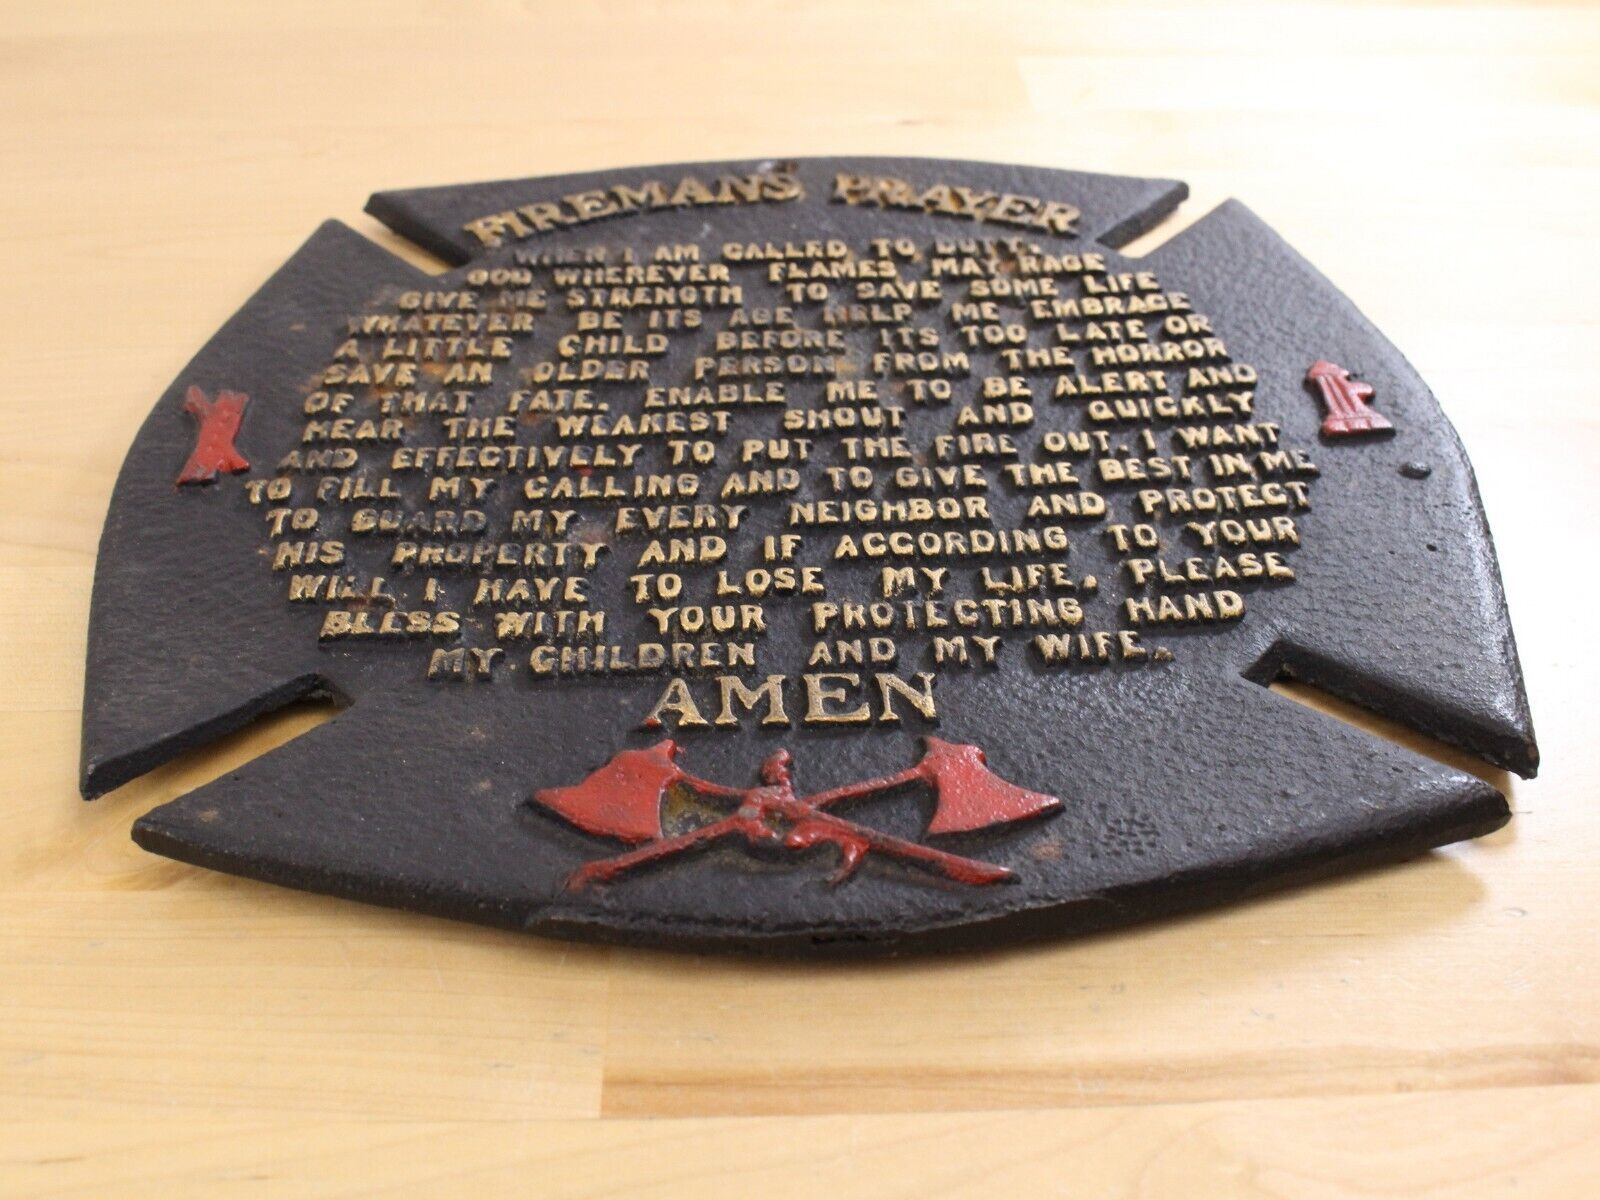 FIREMANS PRAYER
WHEN I AM CALLED TO DUTY,
GOD WHEREVER FLAMES MAY RAGE
GIVE ME STRENGTH TO SAVE SOME LIFE
WHATEVER BE ITS AGE HELP ME EMBRACE
A LITTLE CHILD BEFORE ITS TOO LATE OR
SAVE AN OLDER PERSON FROM THE HORROR
OF THAT FATE. ENABLE ME TO BE ALERT AND
HEAR THE WEAKEST SHOUT AND QUICKLY
AND EFFECTIVELY TO PUT THE FIRE OUT. I WANT
TO FILL MY CALLING AND TO GIVE THE BEST IN ME
TO GUARD MY EVERY NEIGHBOR AND PROTECT
HIS PROPERTY AND IF ACCORDING TO YOUR
WILL I HAVE TO LOSE MY LIFE. PLEASE
BLESS WITH YOUR PROTECTING HAND
MY CHILDREN AND MY WIFE.
AMEN